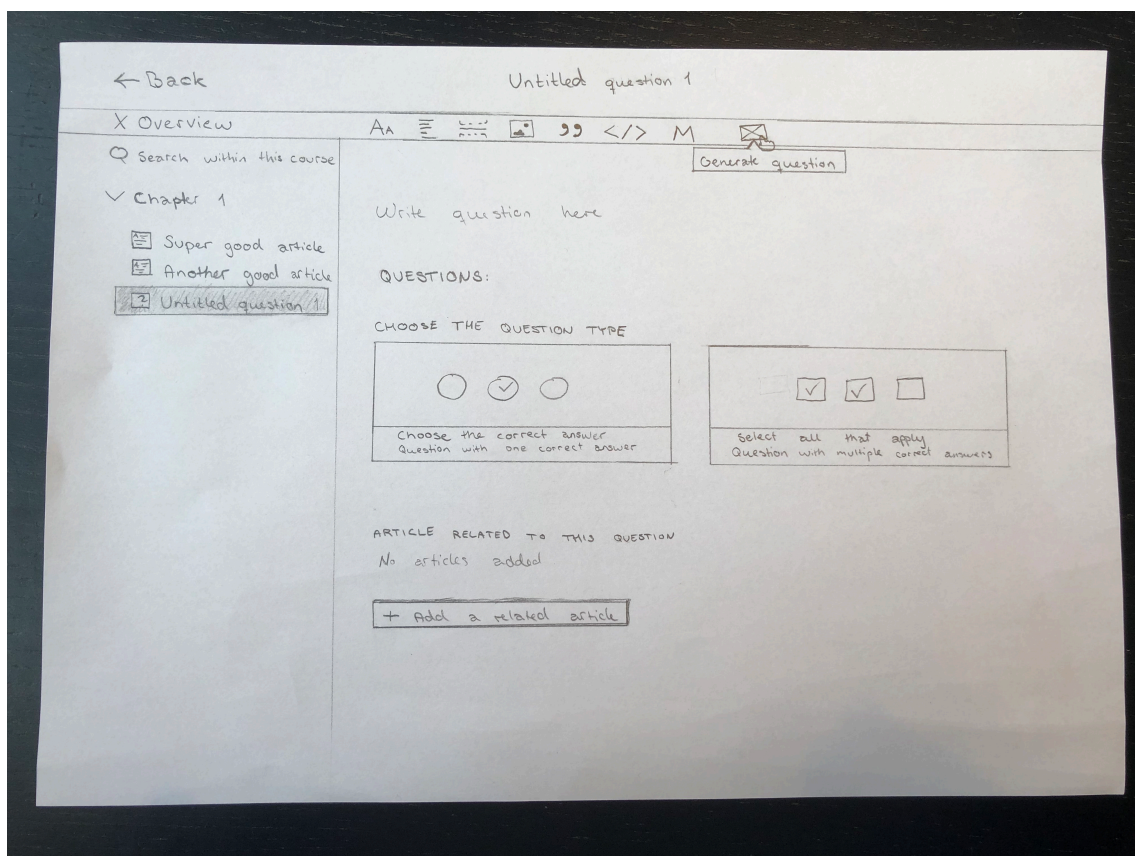 ← Back
Untitled question 1
X Overview
AA ,, </> M
Generate question
Search within this course
Chapter 1
Super good article
Another good article
? Untitled question 1
Write question here
QUESTIONS:
CHOOSE THE QUESTION TYPE
Choose the correct answer
Question with one correct answer
Select all that apply
Question with multiple correct answers
ARTICLE RELATED TO THIS QUESTION
No articles added
+ Add a related article